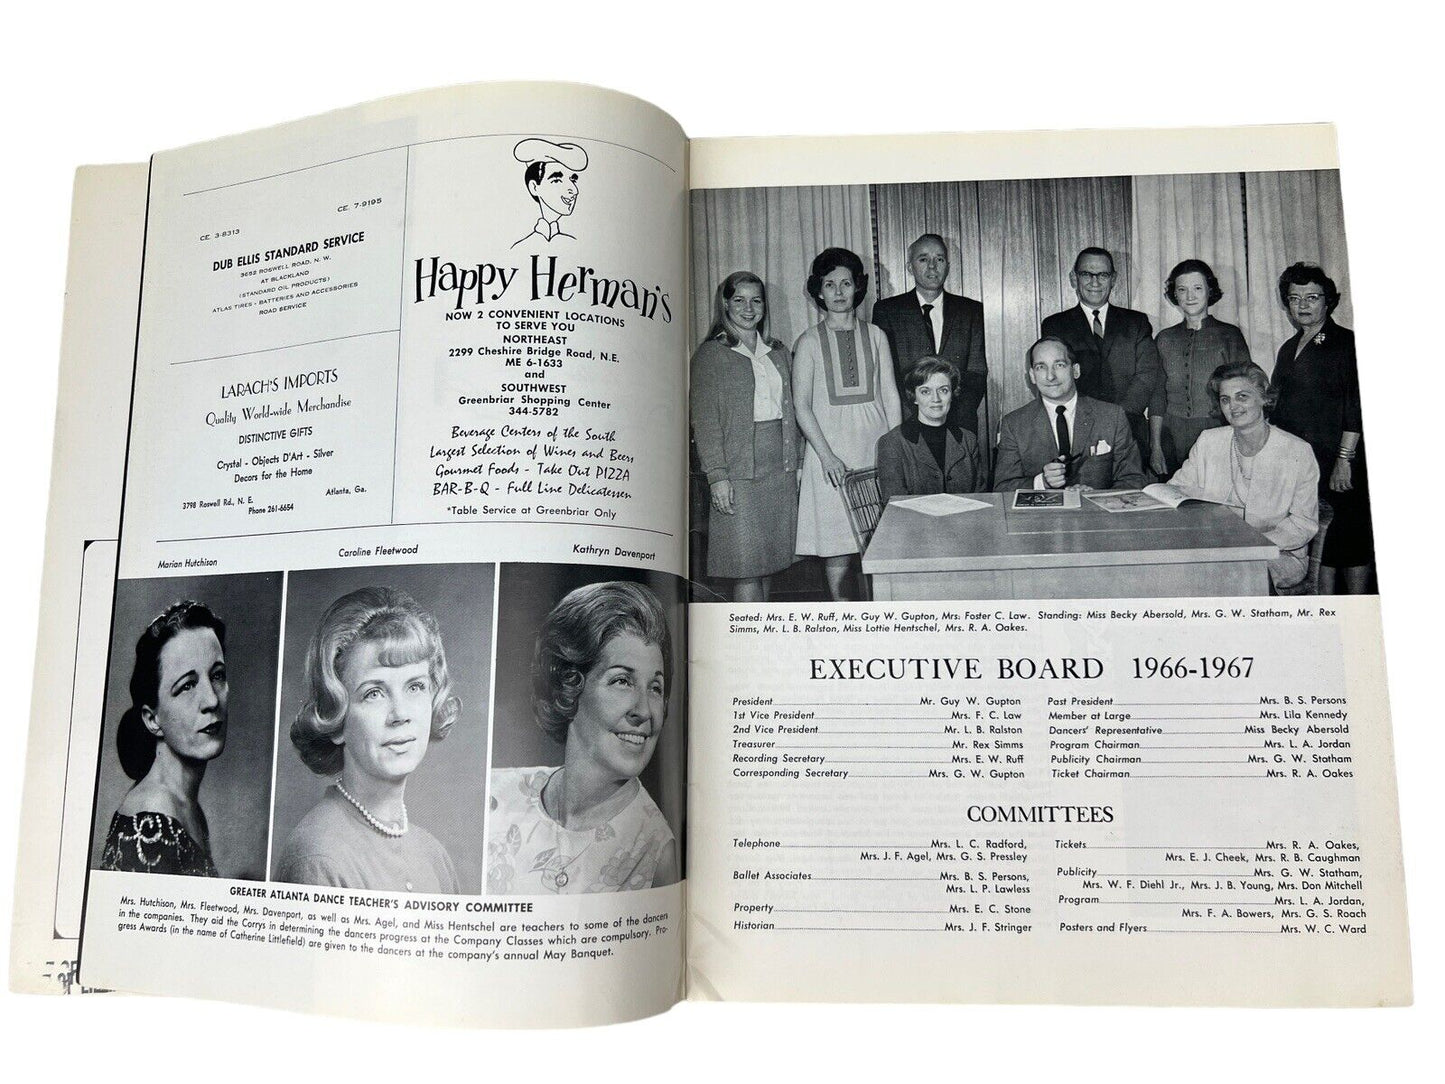 CE. 3-8313
CE. 7-9195
DUB ELLIS STANDARD SERVICE
3652 ROSWELL ROAD, N. W.
AT BLACKLAND
(STANDARD OIL PRODUCTS)
ATLAS TIRES - BATTERIES AND ACCESSORIES
ROAD SERVICE
LARACH'S IMPORTS
Quality World-wide Merchandise
DISTINCTIVE GIFTS
Crystal - Objects D'Art - Silver
Decors for the Home
3798 Roswell Rd., N. E. Atlanta, Ga.
Phone 261-6654
Happy Herman's
NOW 2 CONVENIENT LOCATIONS
TO SERVE YOU
NORTHEAST
2299 Cheshire Bridge Road, N.E.
ME 6-1633
and
SOUTHWEST
Greenbriar Shopping Center
344-5782
Beverage Centers of the South
Largest Selection of Wines and Beers
Gourmet Foods - Take Out PIZZA
BAR-B-Q - Full Line Delicatessen
*Table Service at Greenbriar Only
Marian Hutchison Caroline Fleetwood Kathryn Davenport
GREATER ATLANTA DANCE TEACHER'S ADVISORY COMMITTEE
Mrs. Hutchison, Mrs. Fleetwood, Mrs. Davenport, as well as Mrs. Agel, and Miss Hentschel are teachers to some of the dancers
in the companies. They aid the Corrys in determining the dancers progress at the Company Classes which are compulsory. Pro-
gress Awards (in the name of Catherine Littlefield) are given to the dancers at the company's annual May Banquet.
Seated: Mrs. E. W. Ruff, Mr. Guy W. Gupton, Mrs. Foster C. Law. Standing: Miss Becky Abersold, Mrs. G. W. Statham, Mr. Rex
Simms, Mr. L. B. Ralston, Miss Lottie Hentschel, Mrs. R. A. Oakes.
EXECUTIVE BOARD 1966-1967
President Mr. Guy W. Gupton
1st Vice President Mrs. F. C. Law
2nd Vice President Mr. L. B. Ralston
Treasurer Mr. Rex Simms
Recording Secretary Mrs. E. W. Ruff
Corresponding Secretary Mrs. G. W. Gupton
Past President Mrs. B. S. Persons
Member at Large Mrs. Lila Kennedy
Dancers' Representative Miss Becky Abersold
Program Chairman Mrs. L. A. Jordan
Publicity Chairman Mrs. G. W. Statham
Ticket Chairman Mrs. R. A. Oakes
COMMITTEES
Telephone Mrs. L. C. Radford,
Mrs. J. F. Agel, Mrs. G. S. Pressley
Ballet Associates Mrs. B. S. Persons,
Mrs. L. P. Lawless
Property Mrs. E. C. Stone
Historian Mrs. J. F. Stringer
Tickets Mrs. R. A. Oakes,
Mrs. E. J. Cheek, Mrs. R. B. Caughman
Publicity Mrs. G. W. Statham,
Mrs. W. F. Diehl Jr., Mrs. J. B. Young, Mrs. Don Mitchell
Program Mrs. L. A. Jordan,
Mrs. F. A. Bowers, Mrs. G. S. Roach
Posters and Flyers Mrs. W. C. Ward